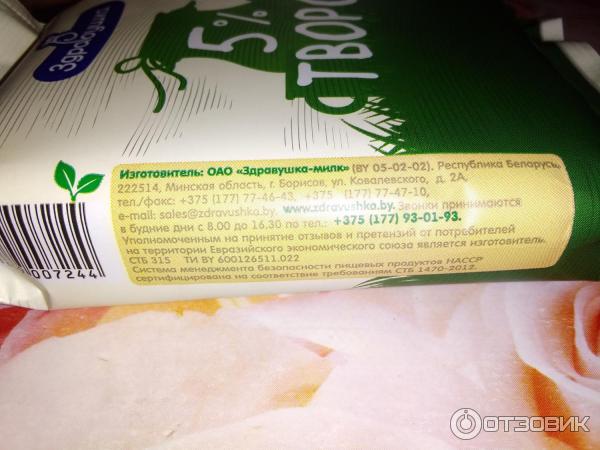 Здравушка
5%
ТВОРО
Изготовитель: ОАО «Здравушка-милк» (BY 05-02-02). Республика Беларусь,
222514, Минская область, г. Борисов, ул. Ковалевского, д. 2А,
тел./факс: +375 (177) 77-46-43, +375 (177) 77-47-10,
e-mail: sales@zdravushka.by. www.zdravushka.by. Звонки принимаются
в будние дни с 8.00 до 16.30 по тел.: +375 (177) 93-01-93.
Уполномоченным на принятие отзывов и претензий от потребителей
на территории Евразийского экономического союза является изготовитель.
СТБ 315 ТИ BY 600126511.022
Система менеджмента безопасности пищевых продуктов НАССР
сертифицирована на соответствие требованиям СТБ 1470-2012.
007244
ОТЗОВИК